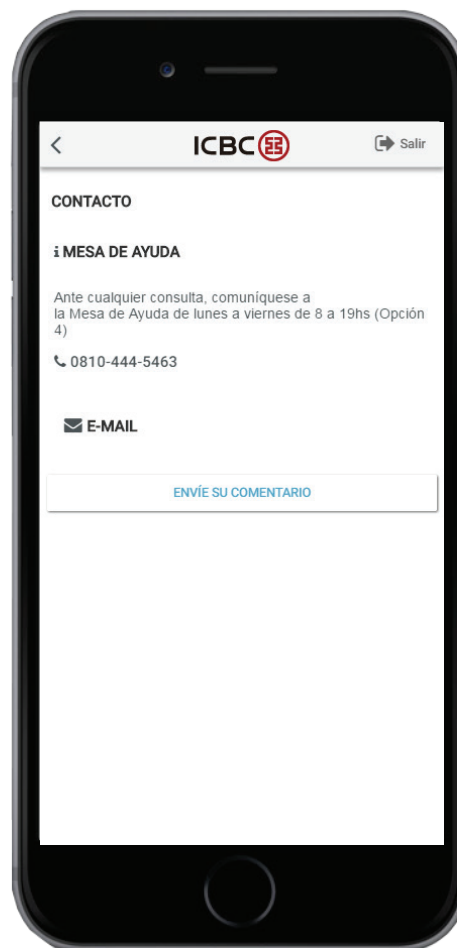 ICBC
Salir
CONTACTO
i MESA DE AYUDA
Ante cualquier consulta, comuníquese a
la Mesa de Ayuda de lunes a viernes de 8 a 19hs (Opción
4)
0810-444-5463
E-MAIL
ENVÍE SU COMENTARIO